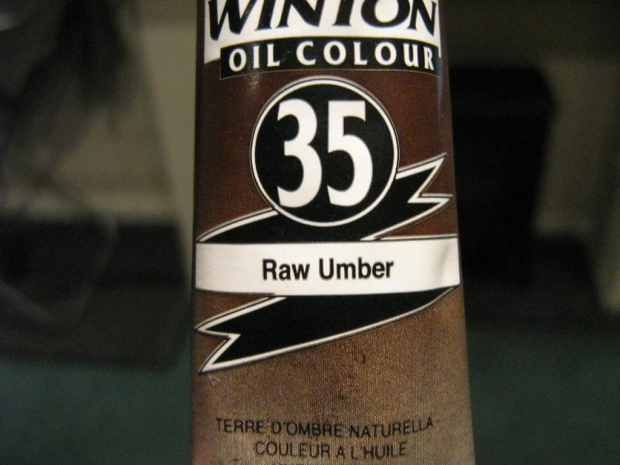 WINTON
OIL COLOUR
35
Raw Umber
TERRE D'OMBRE NATURELLA
COULEUR A L'HUILE